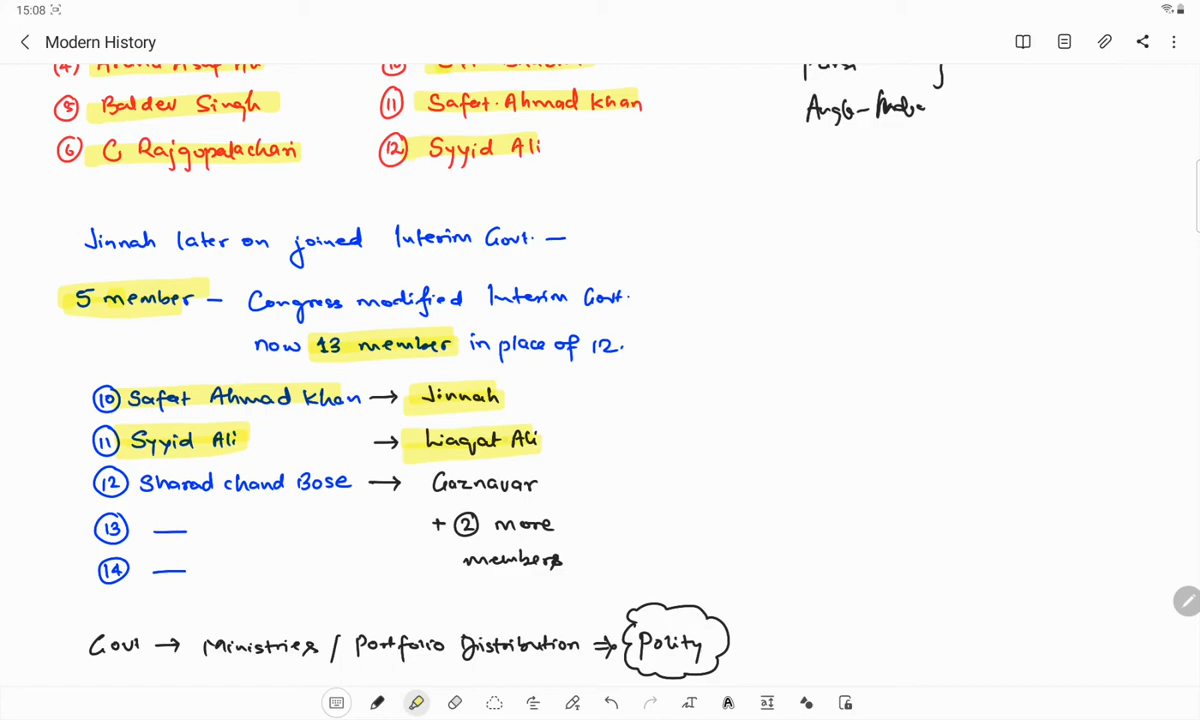 15:08
Modern History
(4)
(5) Baldev Singh
(11) Safat. Ahmad Khan
Anglo-Indian
(6) C Rajgopalachari
(12) Syyid Ali
Jinnah later on joined Interim Govt. —
5 member – Congress modified Interim Govt.
now 13 member in place of 12.
(10) Safat Ahmad Khan → Jinnah
(11) Syyid Ali → Liaqat Ali
(12) Sharad chand Bose → Gaznavar
(13) — + (2) more
members
(14) —
Govt → Ministries / Portfolio Distribution ⇒ Polity